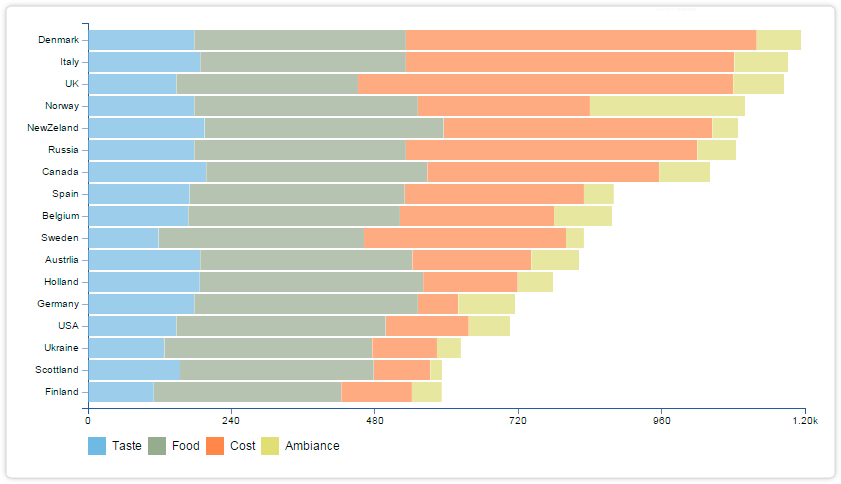 Denmark
Italy
UK
Norway
NewZeland
Russia
Canada
Spain
Belgium
Sweden
Austrlia
Holland
Germany
USA
Ukraine
Scottland
Finland
0 240 480 720 960 1.20k
Taste Food Cost Ambiance